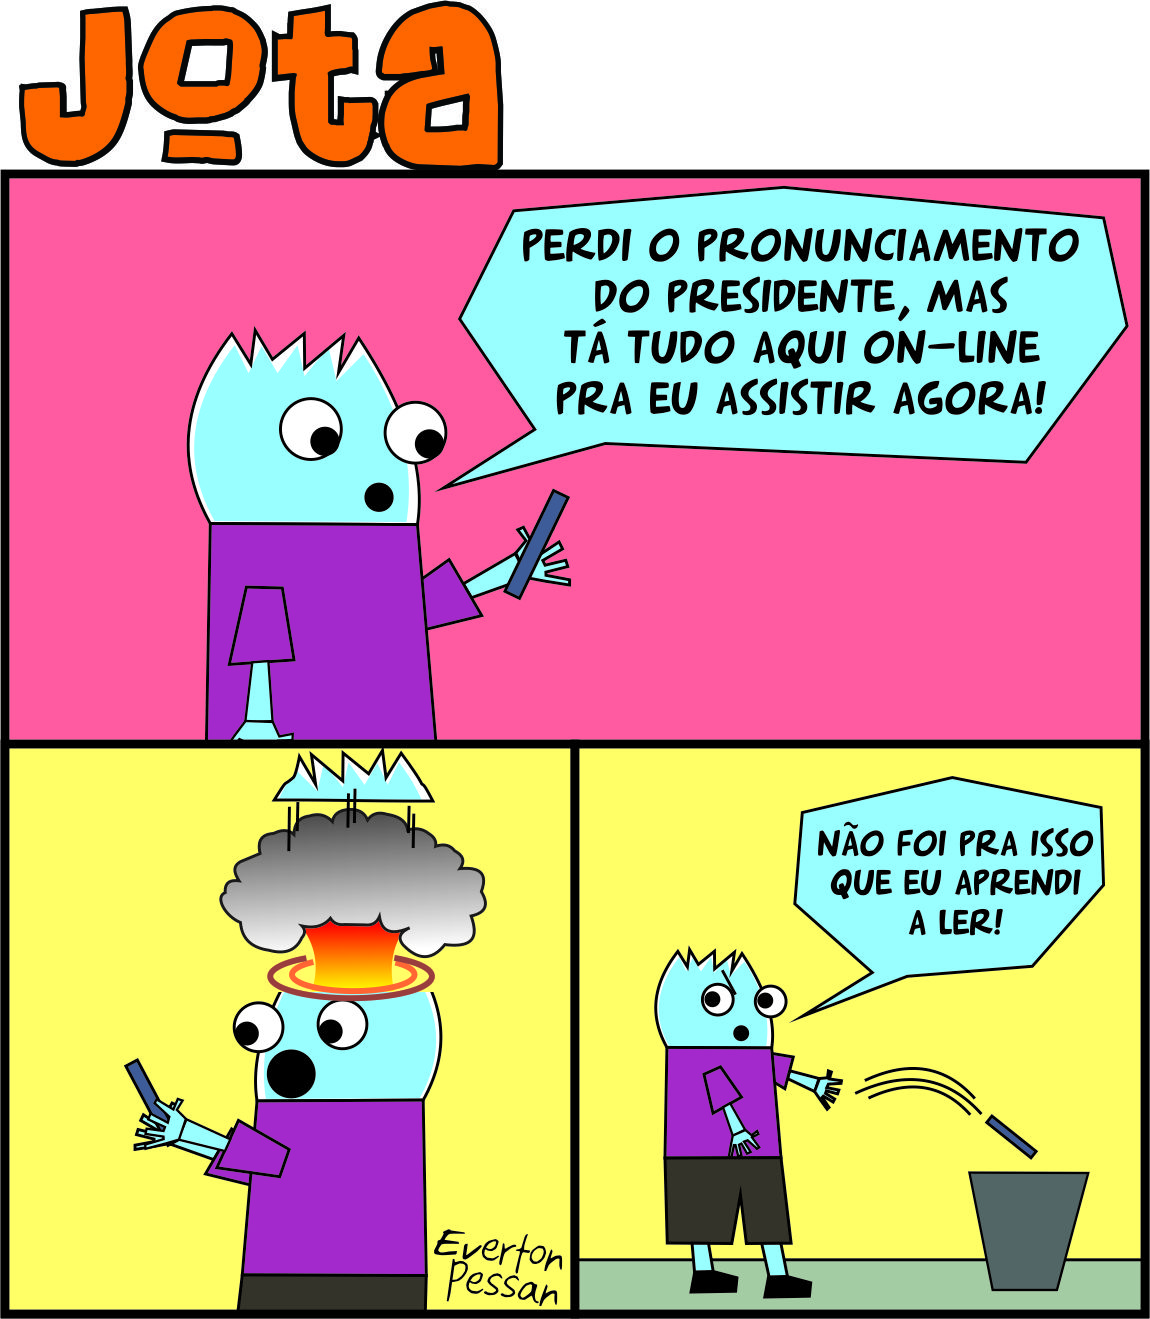 Jota
PERDI O PRONUNCIAMENTO
DO PRESIDENTE, MAS
TÁ TUDO AQUI ON-LINE
PRA EU ASSISTIR AGORA!
NÃO FOI PRA ISSO
QUE EU APRENDI
A LER!
Everton
Pessan